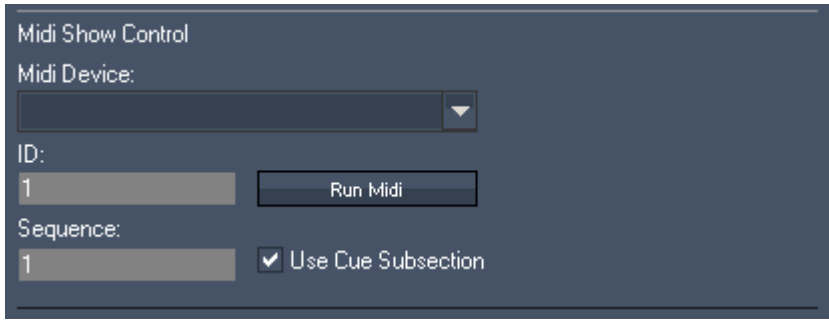 Midi Show Control
Midi Device:
ID:
1
Run Midi
Sequence:
1
Use Cue Subsection